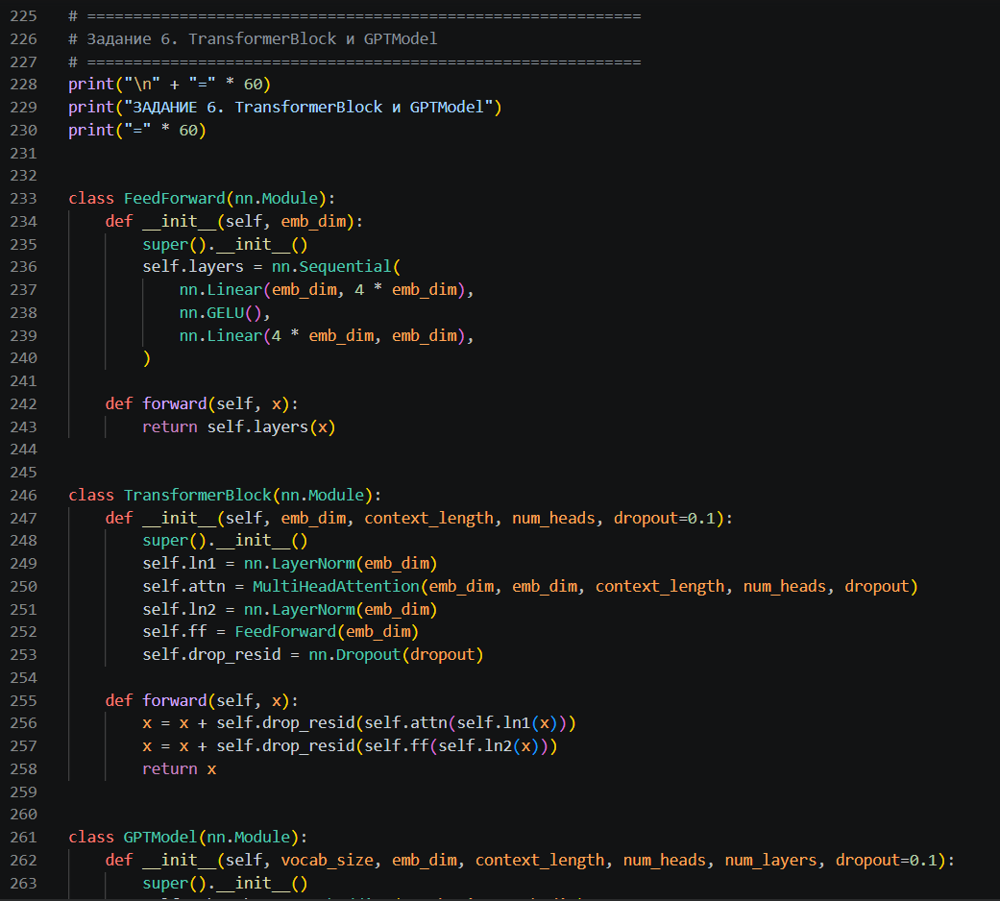 225 # ============================================================
226 # Задание 6. TransformerBlock и GPTModel
227 # ============================================================
228 print("\n" + "=" * 60)
229 print("ЗАДАНИЕ 6. TransformerBlock и GPTModel")
230 print("=" * 60)
231
232
233 class FeedForward(nn.Module):
234     def __init__(self, emb_dim):
235         super().__init__()
236         self.layers = nn.Sequential(
237             nn.Linear(emb_dim, 4 * emb_dim),
238             nn.GELU(),
239             nn.Linear(4 * emb_dim, emb_dim),
240         )
241
242     def forward(self, x):
243         return self.layers(x)
244
245
246 class TransformerBlock(nn.Module):
247     def __init__(self, emb_dim, context_length, num_heads, dropout=0.1):
248         super().__init__()
249         self.ln1 = nn.LayerNorm(emb_dim)
250         self.attn = MultiHeadAttention(emb_dim, emb_dim, context_length, num_heads, dropout)
251         self.ln2 = nn.LayerNorm(emb_dim)
252         self.ff = FeedForward(emb_dim)
253         self.drop_resid = nn.Dropout(dropout)
254
255     def forward(self, x):
256         x = x + self.drop_resid(self.attn(self.ln1(x)))
257         x = x + self.drop_resid(self.ff(self.ln2(x)))
258         return x
259
260
261 class GPTModel(nn.Module):
262     def __init__(self, vocab_size, emb_dim, context_length, num_heads, num_layers, dropout=0.1):
263         super().__init__()